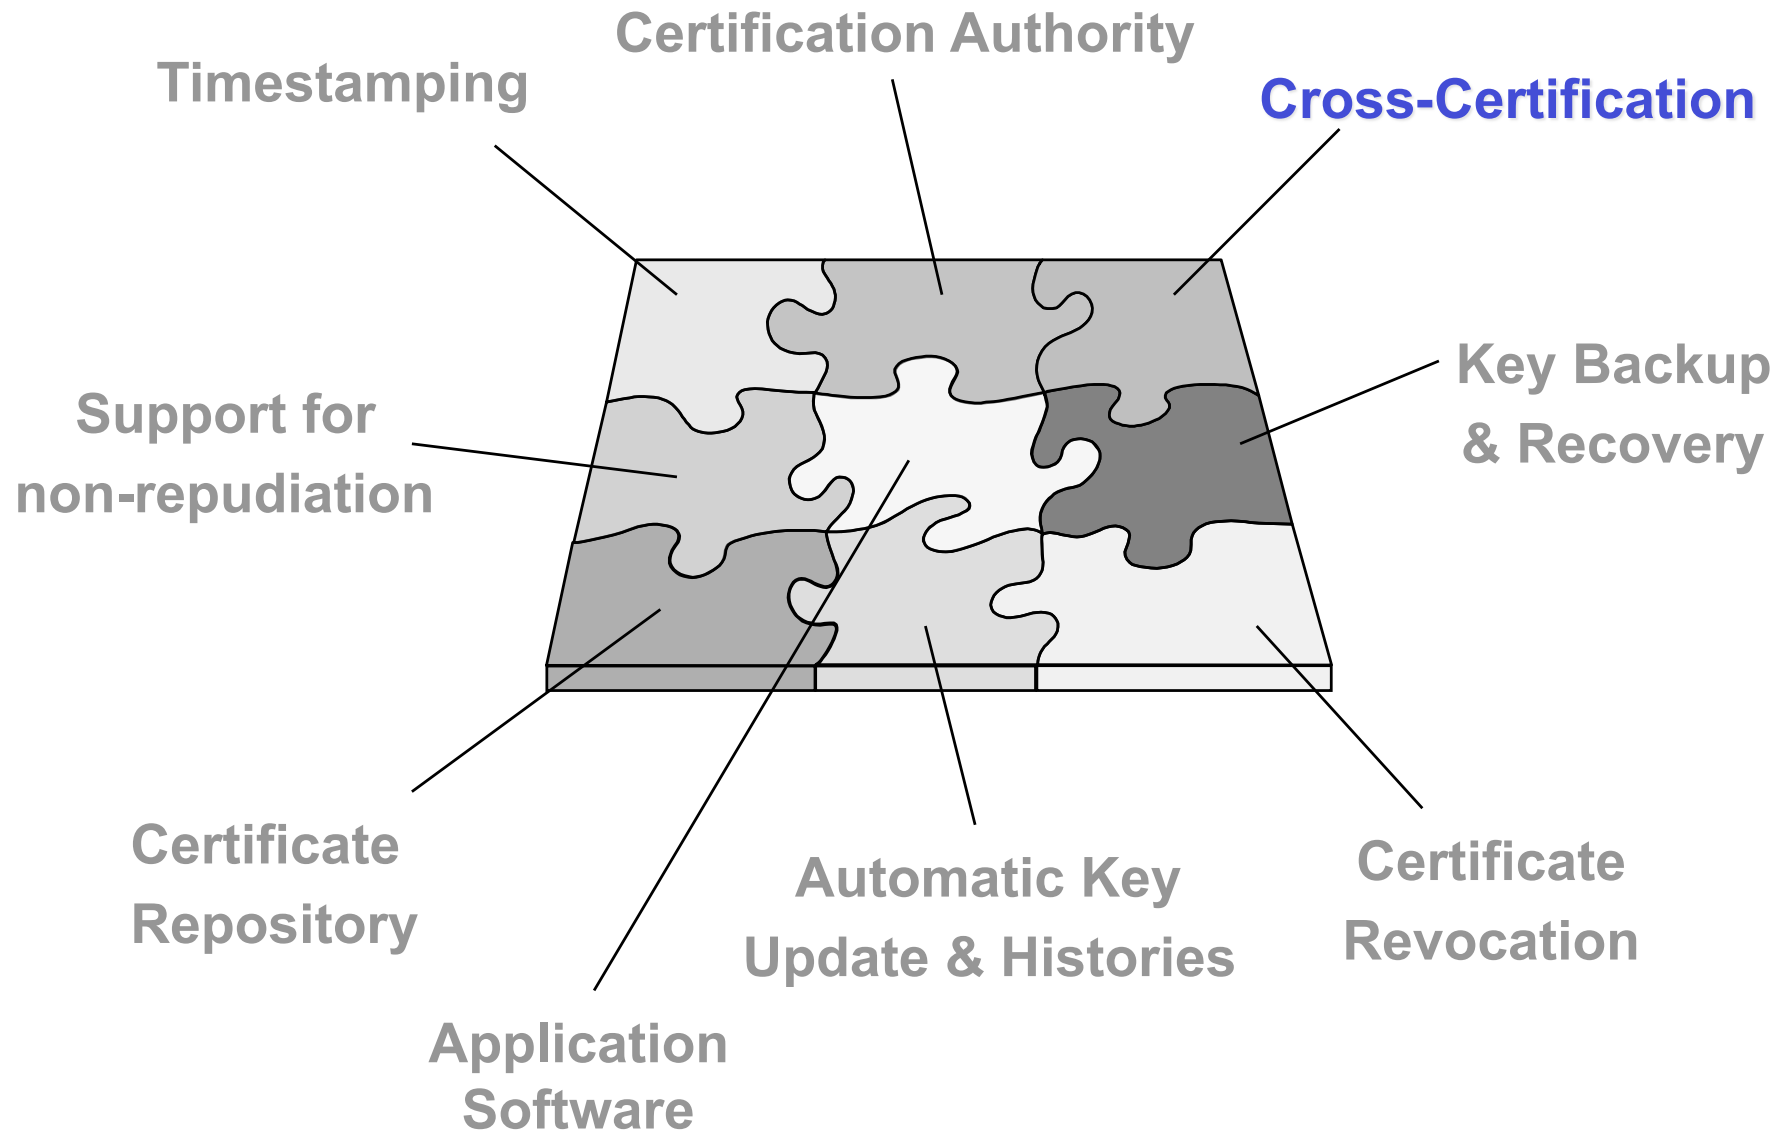 Certification Authority
Timestamping
Cross-Certification
Key Backup
& Recovery
Support for
non-repudiation
Certificate
Repository
Automatic Key
Update & Histories
Certificate
Revocation
Application
Software